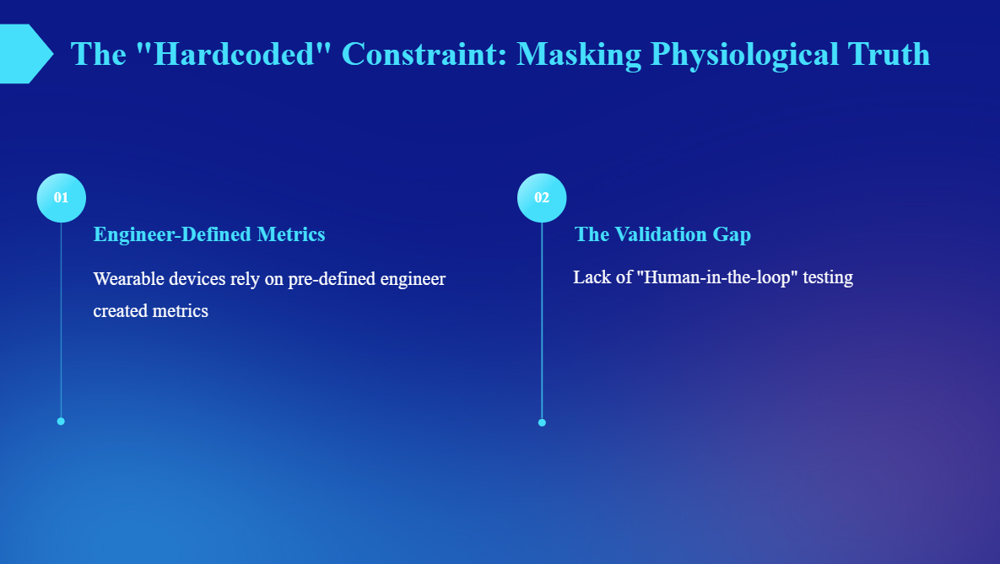 The "Hardcoded" Constraint: Masking Physiological Truth
01
Engineer-Defined Metrics
Wearable devices rely on pre-defined engineer
created metrics
02
The Validation Gap
Lack of "Human-in-the-loop" testing